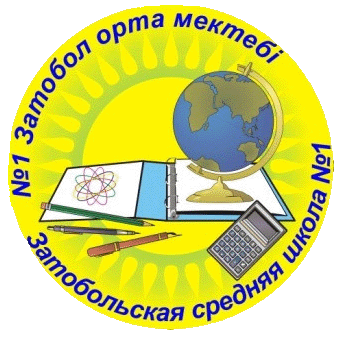 №1 Затобол орта мектебі
Затобольская средняя школа №1